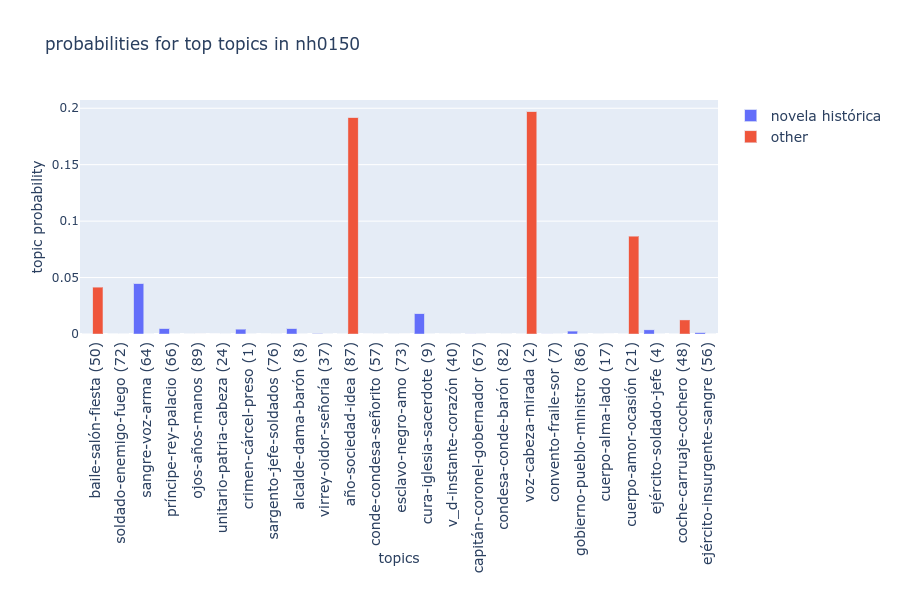 probabilities for top topics in nh0150
novela histórica
other
topic probability
0.2
0.15
0.1
0.05
0
baile-salón-fiesta (50)
soldado-enemigo-fuego (72)
sangre-voz-arma (64)
príncipe-rey-palacio (66)
ojos-años-manos (89)
unitario-patria-cabeza (24)
crimen-cárcel-preso (1)
sargento-jefe-soldados (76)
alcalde-dama-barón (8)
virrey-oidor-señoría (37)
año-sociedad-idea (87)
conde-condesa-señorito (57)
esclavo-negro-amo (73)
cura-iglesia-sacerdote (9)
v_d-instante-corazón (40)
capitán-coronel-gobernador (67)
condesa-conde-barón (82)
voz-cabeza-mirada (2)
convento-fraile-sor (7)
gobierno-pueblo-ministro (86)
cuerpo-alma-lado (17)
cuerpo-amor-ocasión (21)
ejército-soldado-jefe (4)
coche-carruaje-cochero (48)
ejército-insurgente-sangre (56)
topics